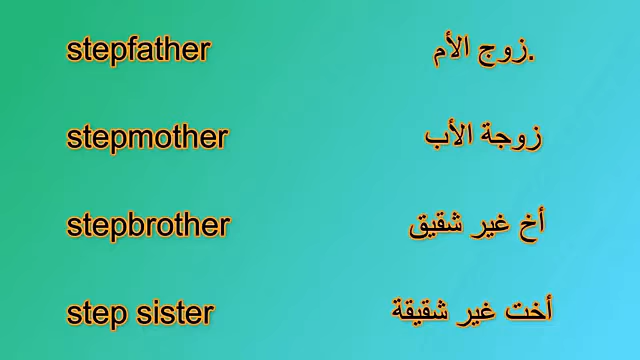 stepfather زوج الأم.
stepmother زوجة الأب
stepbrother أخ غير شقيق
step sister أخت غير شقيقة